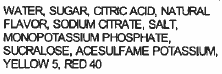 WATER, SUGAR, CITRIC ACID, NATURAL
FLAVOR, SODIUM CITRATE, SALT,
MONOPOTASSIUM PHOSPHATE,
SUCRALOSE, ACESULFAME POTASSIUM,
YELLOW 5, RED 40